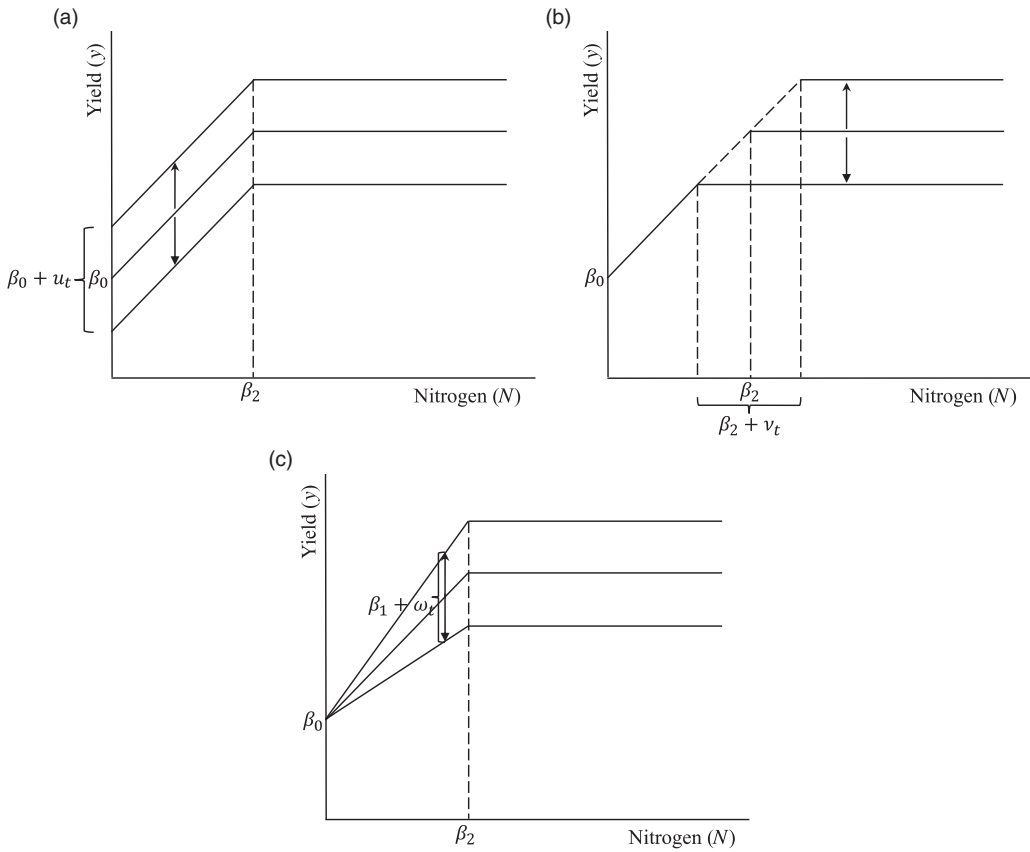 (a)
Yield (y)
β₀ + uₜ
β₀
β₂
Nitrogen (N)
(b)
Yield (y)
β₀
β₂
Nitrogen (N)
β₂ + νₜ
(c)
Yield (y)
β₁ + ωₜ
β₀
β₂
Nitrogen (N)